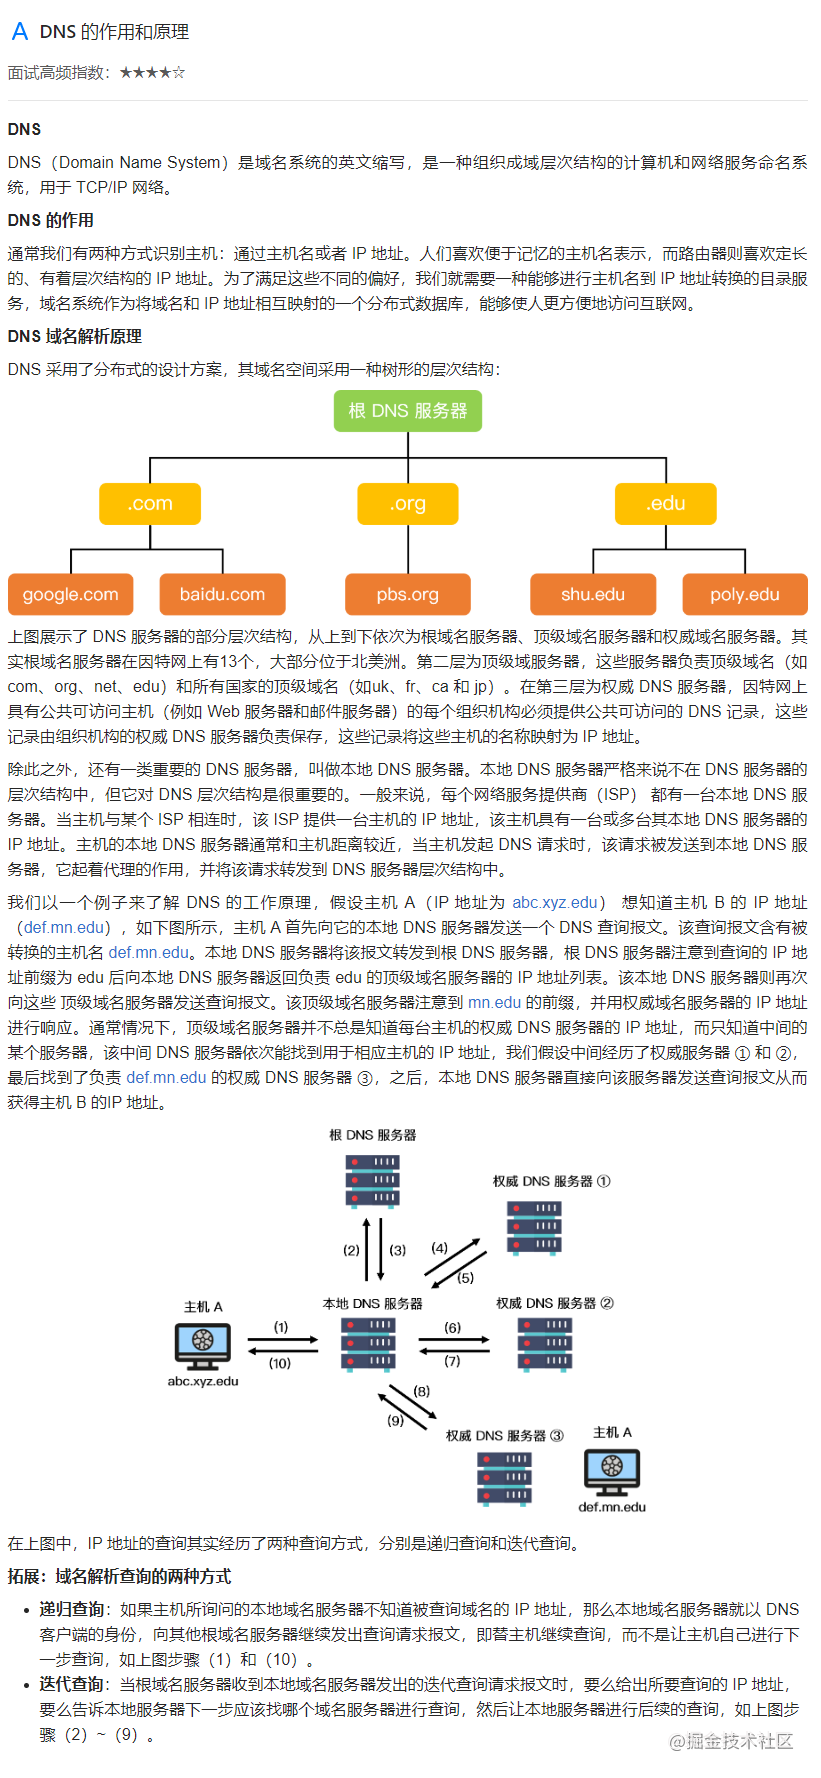 DNS 的作用和原理
面试高频指数：★★★★☆
DNS
DNS（Domain Name System）是域名系统的英文缩写，是一种组织成域层次结构的计算机和网络服务命名系
统，用于 TCP/IP 网络。
DNS 的作用
通常我们有两种方式识别主机：通过主机名或者 IP 地址。人们喜欢便于记忆的主机名表示，而路由器则喜欢定长
的、有着层次结构的 IP 地址。为了满足这些不同的偏好，我们就需要一种能够进行主机名到 IP 地址转换的目录服
务，域名系统作为将域名和 IP 地址相互映射的一个分布式数据库，能够使人更方便地访问互联网。
DNS 域名解析原理
DNS 采用了分布式的设计方案，其域名空间采用一种树形的层次结构：
根 DNS 服务器
.com .org .edu
google.com baidu.com pbs.org shu.edu poly.edu
上图展示了 DNS 服务器的部分层次结构，从上到下依次为根域名服务器、顶级域名服务器和权威域名服务器。其
实根域名服务器在因特网上有13个，大部分位于北美洲。第二层为顶级域服务器，这些服务器负责顶级域名（如
com、org、net、edu）和所有国家的顶级域名（如uk、fr、ca 和 jp）。在第三层为权威 DNS 服务器，因特网上
具有公共可访问主机（例如 Web 服务器和邮件服务器）的每个组织机构必须提供公共可访问的 DNS 记录，这些
记录由组织机构的权威 DNS 服务器负责保存，这些记录将这些主机的名称映射为 IP 地址。
除此之外，还有一类重要的 DNS 服务器，叫做本地 DNS 服务器。本地 DNS 服务器严格来说不在 DNS 服务器的
层次结构中，但它对 DNS 层次结构是很重要的。一般来说，每个网络服务提供商（ISP） 都有一台本地 DNS 服
务器。当主机与某个 ISP 相连时，该 ISP 提供一台主机的 IP 地址，该主机具有一台或多台其本地 DNS 服务器的
IP 地址。主机的本地 DNS 服务器通常和主机距离较近，当主机发起 DNS 请求时，该请求被发送到本地 DNS 服
务器，它起着代理的作用，并将该请求转发到 DNS 服务器层次结构中。
我们以一个例子来了解 DNS 的工作原理，假设主机 A（IP 地址为 abc.xyz.edu） 想知道主机 B 的 IP 地址
（def.mn.edu），如下图所示，主机 A 首先向它的本地 DNS 服务器发送一个 DNS 查询报文。该查询报文含有被
转换的主机名 def.mn.edu。本地 DNS 服务器将该报文转发到根 DNS 服务器，根 DNS 服务器注意到查询的 IP 地
址前缀为 edu 后向本地 DNS 服务器返回负责 edu 的顶级域名服务器的 IP 地址列表。该本地 DNS 服务器则再次
向这些 顶级域名服务器发送查询报文。该顶级域名服务器注意到 mn.edu 的前缀，并用权威域名服务器的 IP 地址
进行响应。通常情况下，顶级域名服务器并不总是知道每台主机的权威 DNS 服务器的 IP 地址，而只知道中间的
某个服务器，该中间 DNS 服务器依次能找到用于相应主机的 IP 地址，我们假设中间经历了权威服务器 ① 和 ②，
最后找到了负责 def.mn.edu 的权威 DNS 服务器 ③，之后，本地 DNS 服务器直接向该服务器发送查询报文从而
获得主机 B 的IP 地址。
根 DNS 服务器
权威 DNS 服务器 ①
(2) (3) (4) (5)
主机 A 本地 DNS 服务器 权威 DNS 服务器 ②
(1) (6)
(10) (7)
abc.xyz.edu
(8)
(9)
权威 DNS 服务器 ③ 主机 A
def.mn.edu
在上图中，IP 地址的查询其实经历了两种查询方式，分别是递归查询和迭代查询。
拓展：域名解析查询的两种方式
• 递归查询：如果主机所询问的本地域名服务器不知道被查询域名的 IP 地址，那么本地域名服务器就以 DNS
客户端的身份，向其他根域名服务器继续发出查询请求报文，即替主机继续查询，而不是让主机自己进行下
一步查询，如上图步骤（1）和（10）。
• 迭代查询：当根域名服务器收到本地域名服务器发出的迭代查询请求报文时，要么给出所要查询的 IP 地址，
要么告诉本地服务器下一步应该找哪个域名服务器进行查询，然后让本地服务器进行后续的查询，如上图步
骤（2）~（9）。
@掘金技术社区